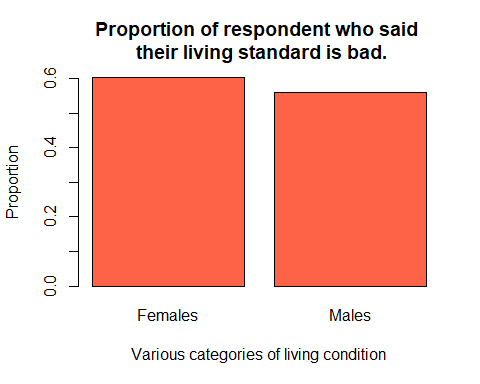 Proportion of respondent who said
their living standard is bad.
Proportion
0.6
0.4
0.2
0.0
Females Males
Various categories of living condition